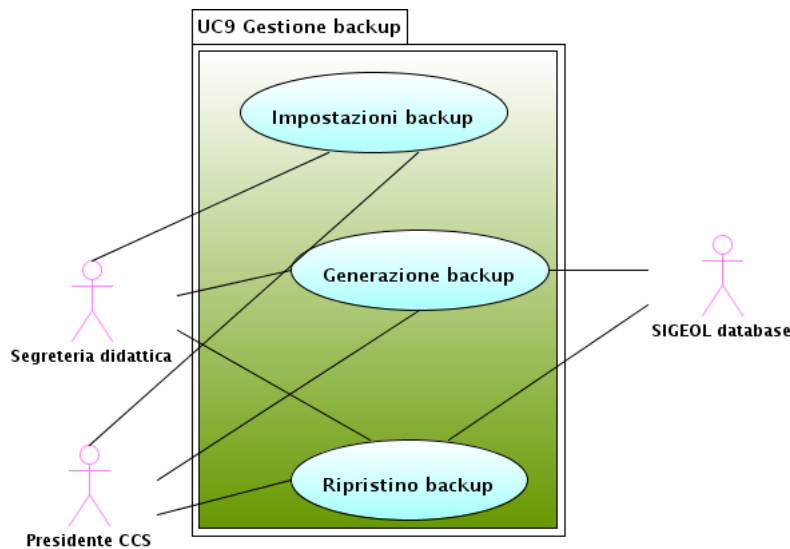 UC9 Gestione backup
Impostazioni backup
Generazione backup
Segreteria didattica
SIGEOL database
Ripristino backup
Presidente CCS